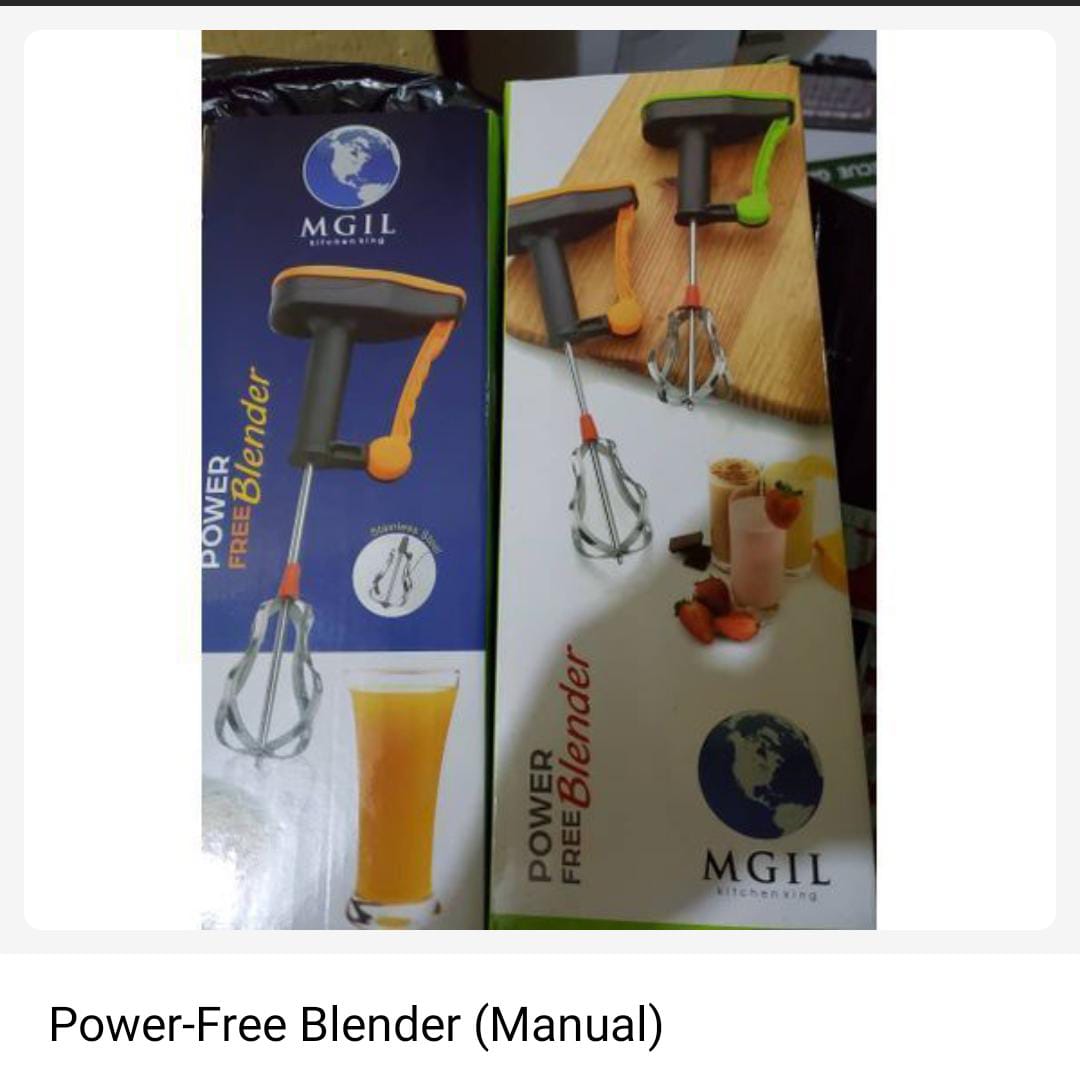 MGIL
kitchen king
POWER
FREE Blender
Stainless Steel
POWER
FREE Blender
MGIL
kitchen king
Power-Free Blender (Manual)